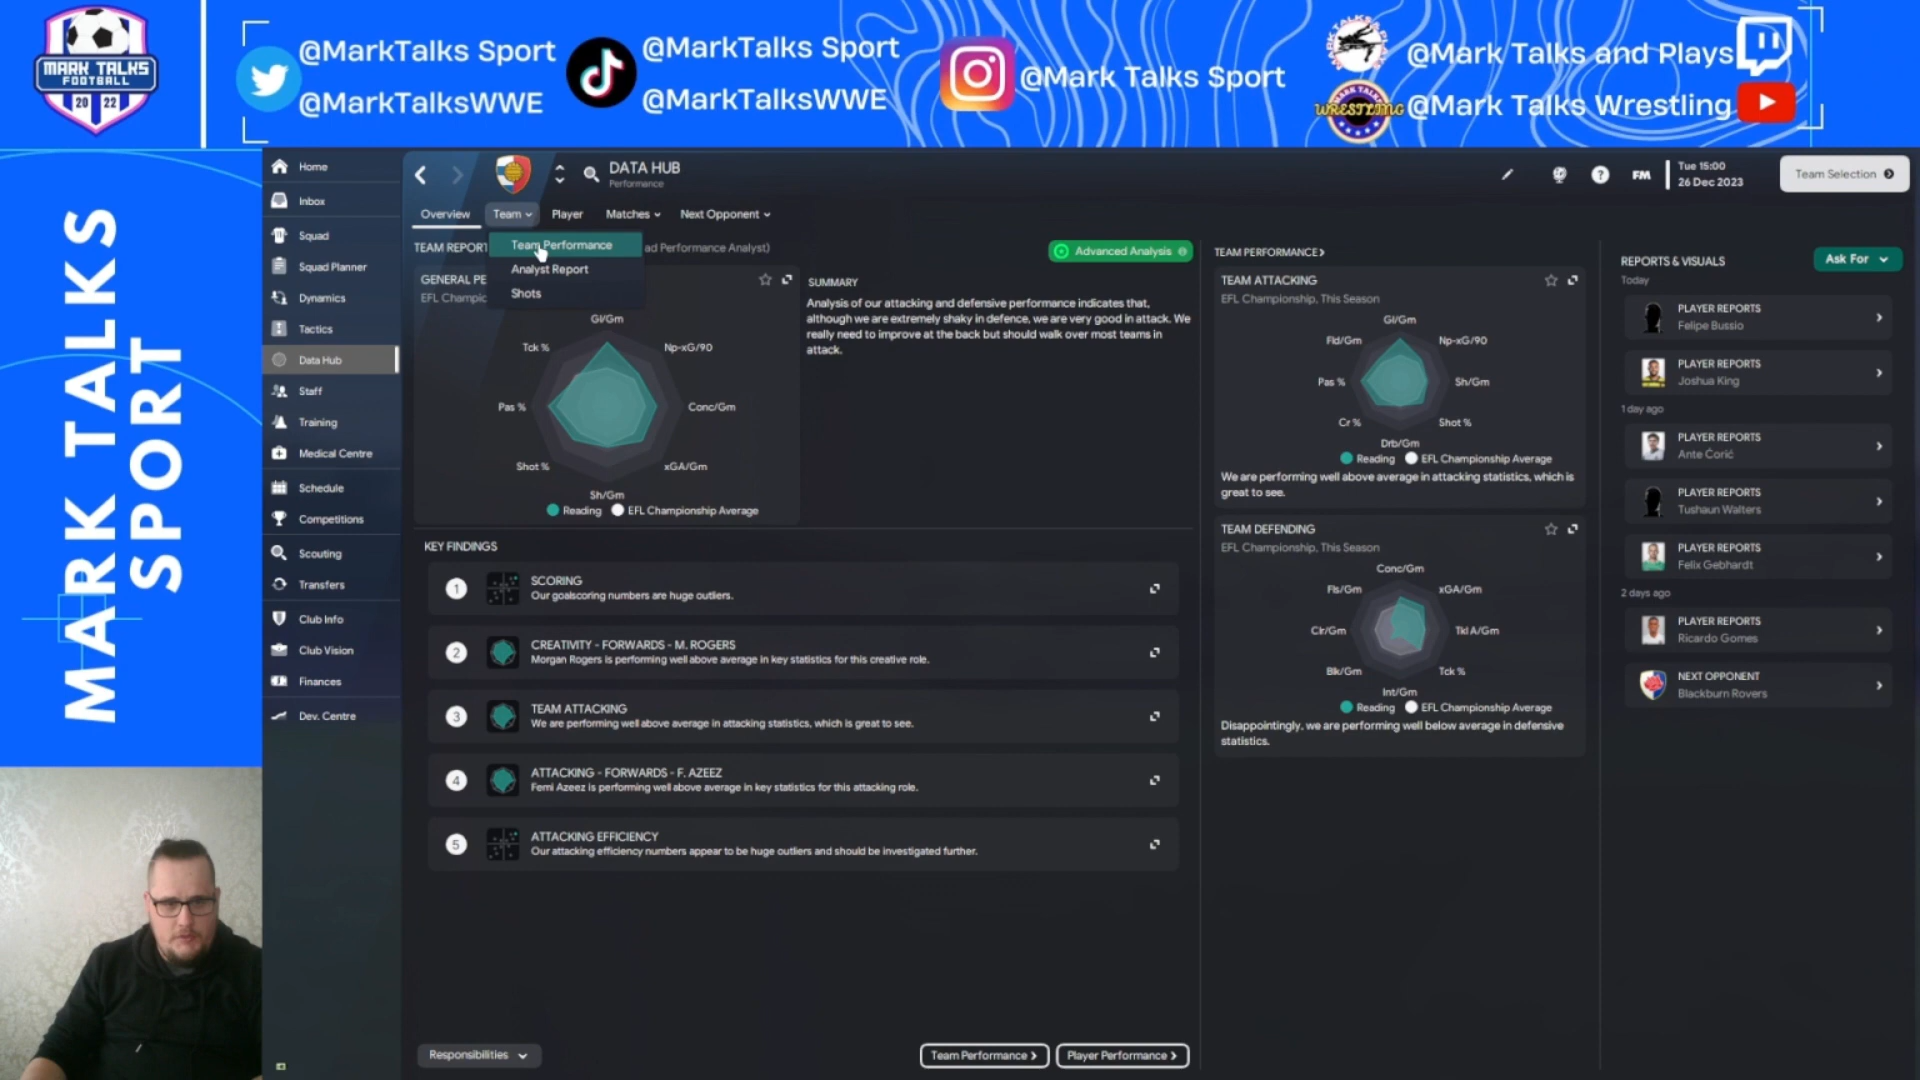 MARK TALKS
FOOTBALL
20 22
@MarkTalks Sport
@MarkTalksWWE
@MarkTalks Sport
@MarkTalksWWE
@Mark Talks Sport
MARK TALKS
@Mark Talks and Plays
WRESTLING
@Mark Talks Wrestling
MARK TALKS
SPORT
Home
Inbox
Squad
Squad Planner
Dynamics
Tactics
Data Hub
Staff
Training
Medical Centre
Schedule
Competitions
Scouting
Transfers
Club Info
Club Vision
Finances
Dev. Centre
DATA HUB
Performance
FM
Tue 15:00
26 Dec 2023
Team Selection
Overview
Team
Player
Matches
Next Opponent
Team Performance
Analyst Report
Shots
TEAM REPORT
ad Performance Analyst)
Advanced Analysis
GENERAL PE
EFL Champic
Gl/Gm
Np-xG/90
Conc/Gm
xGA/Gm
Sh/Gm
Shot %
Pas %
Tck %
Reading
EFL Championship Average
SUMMARY
Analysis of our attacking and defensive performance indicates that,
although we are extremely shaky in defence, we are very good in attack. We
really need to improve at the back but should walk over most teams in
attack.
KEY FINDINGS
1
SCORING
Our goalscoring numbers are huge outliers.
2
CREATIVITY - FORWARDS - M. ROGERS
Morgan Rogers is performing well above average in key statistics for this creative role.
3
TEAM ATTACKING
We are performing well above average in attacking statistics, which is great to see.
4
ATTACKING - FORWARDS - F. AZEEZ
Femi Azeez is performing well above average in key statistics for this attacking role.
5
ATTACKING EFFICIENCY
Our attacking efficiency numbers appear to be huge outliers and should be investigated further.
Responsibilities
Team Performance >
Player Performance >
TEAM PERFORMANCE >
TEAM ATTACKING
EFL Championship, This Season
Gl/Gm
Np-xG/90
Sh/Gm
Shot %
Drb/Gm
Cr %
Pas %
Fld/Gm
Reading
EFL Championship Average
We are performing well above average in attacking statistics, which is
great to see.
TEAM DEFENDING
EFL Championship, This Season
Conc/Gm
xGA/Gm
Tkl A/Gm
Tck %
Int/Gm
Blk/Gm
Clr/Gm
Fls/Gm
Reading
EFL Championship Average
Disappointingly, we are performing well below average in defensive
statistics.
REPORTS & VISUALS
Ask For
Today
PLAYER REPORTS
Felipe Bussio
PLAYER REPORTS
Joshua King
1 day ago
PLAYER REPORTS
Ante Ćorić
PLAYER REPORTS
Tushaun Walters
PLAYER REPORTS
Felix Gebhardt
2 days ago
PLAYER REPORTS
Ricardo Gomes
NEXT OPPONENT
Blackburn Rovers